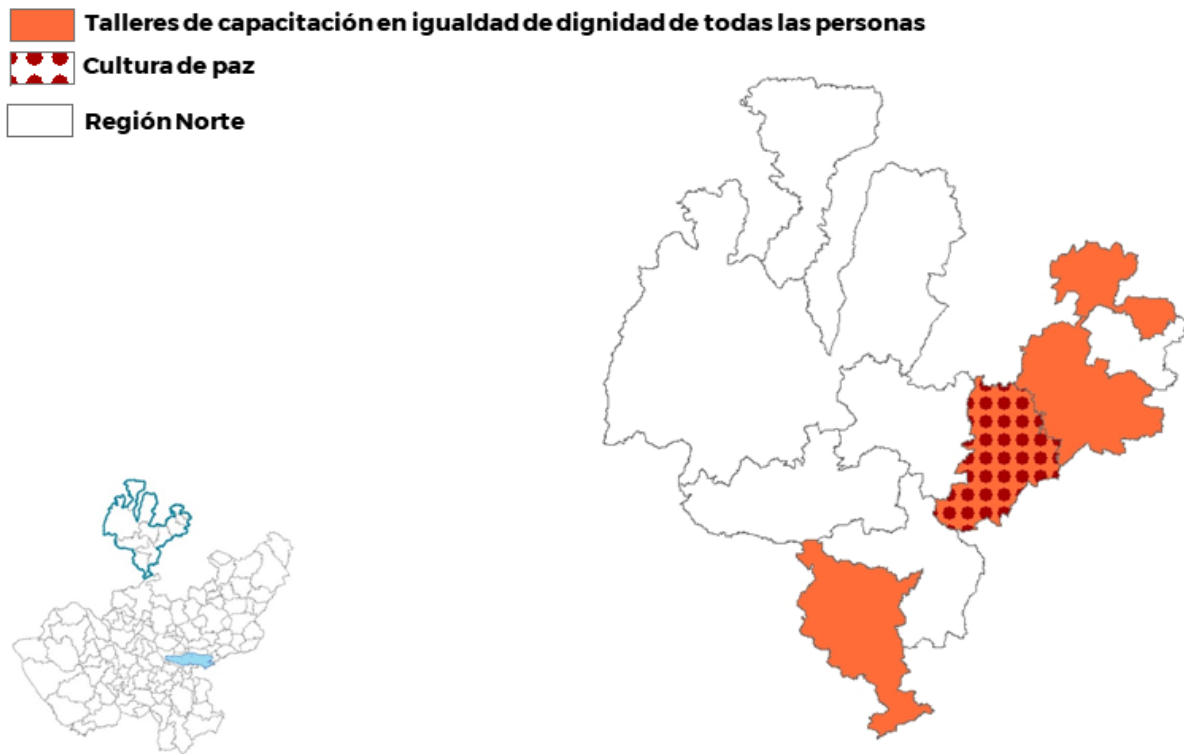 Talleres de capacitación en igualdad de dignidad de todas las personas
Cultura de paz
Región Norte